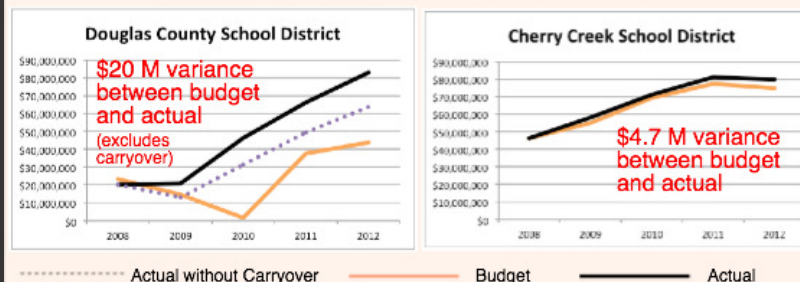 Douglas County School District
$90,000,000
$80,000,000
$70,000,000
$60,000,000
$50,000,000
$40,000,000
$30,000,000
$20,000,000
$10,000,000
$0
$20 M variance
between budget
and actual
(excludes
carryover)
2008 2009 2010 2011 2012
Cherry Creek School District
$90,000,000
$80,000,000
$70,000,000
$60,000,000
$50,000,000
$40,000,000
$30,000,000
$20,000,000
$10,000,000
$0
$4.7 M variance
between budget
and actual
2008 2009 2010 2011 2012
Actual without Carryover Budget Actual